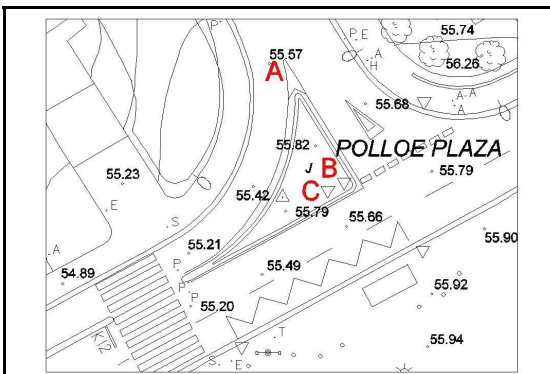 P
55.57
P E
55.74
A
A
H
56.26
A A
A
55.68
55.82
POLLOE PLAZA
J
B
55.23
55.79
C
55.42
E
55.79
S
55.66
55.90
A
55.21
P
54.89
55.49
P
P
55.92
55.20
K12
T
55.94
S
E